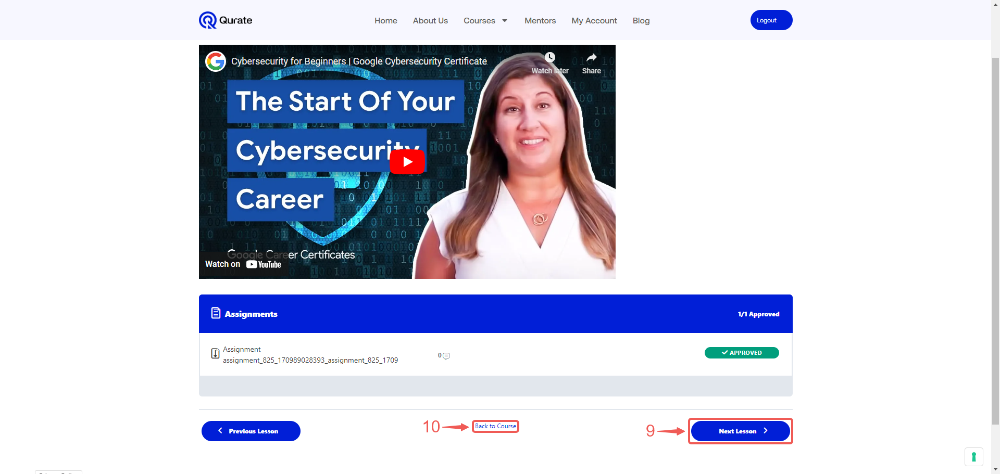 Qurate
Home About Us Courses Mentors My Account Blog
Logout
Cybersecurity for Beginners | Google Cybersecurity Certificate
Watch later Share
The Start Of Your
Cybersecurity
Career
Google Career Certificates
Watch on YouTube
Assignments 1/1 Approved
Assignment
assignment_825_170989028393_assignment_825_1709
0
APPROVED
Previous Lesson
10 Back to Course
9 Next Lesson